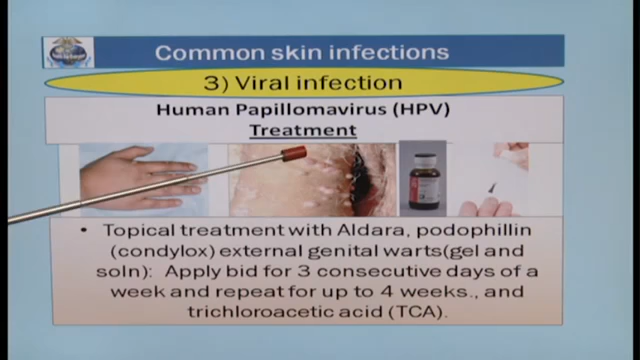 Common skin infections
3) Viral infection
Human Papillomavirus (HPV)
Treatment
• Topical treatment with Aldara, podophillin
(condylox) external genital warts(gel and
soln): Apply bid for 3 consecutive days of a
week and repeat for up to 4 weeks., and
trichloroacetic acid (TCA).